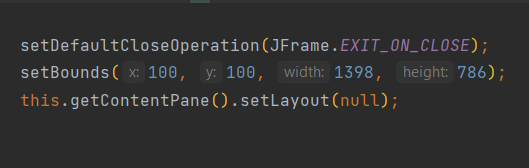 setDefaultCloseOperation(JFrame.EXIT_ON_CLOSE);
setBounds( x: 100, y: 100, width: 1398, height: 786);
this.getContentPane().setLayout(null);